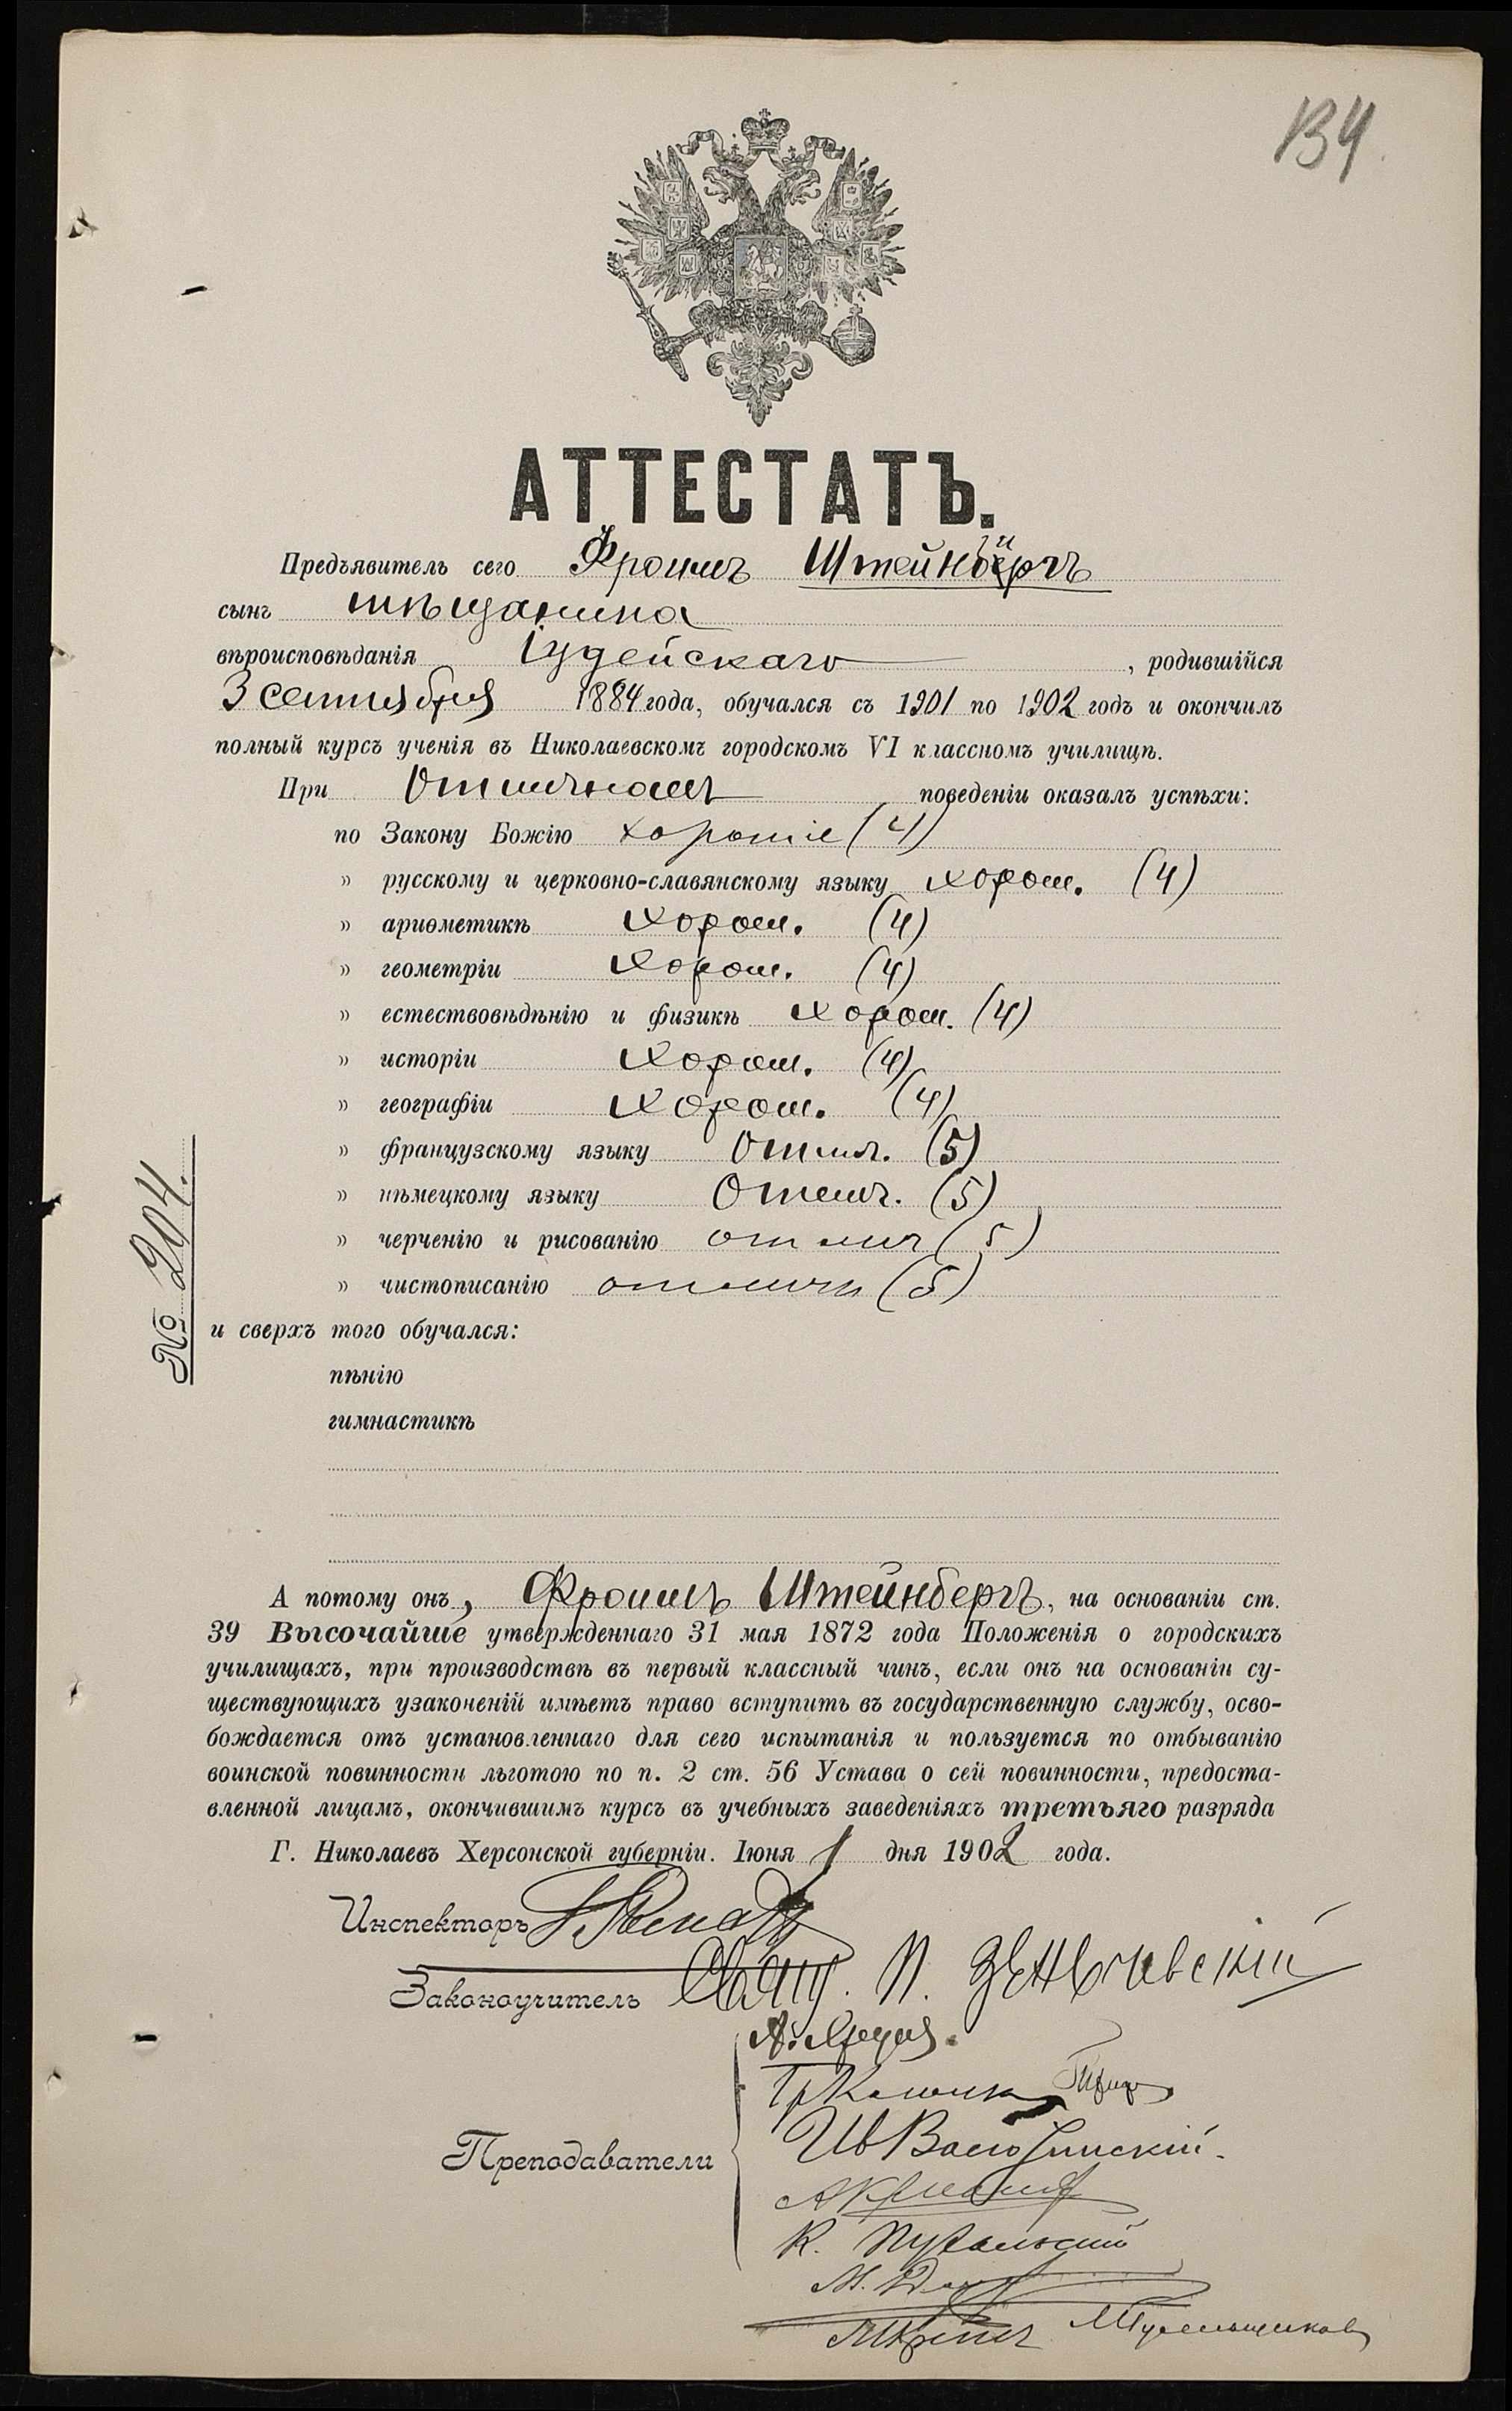 134
АТТЕСТАТЪ.
Предъявитель сего Фроимъ Штейнбергъ
сынъ мѣщанина
вѣроисповѣданія Іудейскаго, родившійся
3 сентября 1884 года, обучался съ 1901 по 1902 годъ и окончилъ
полный курсъ ученія въ Николаевскомъ городскомъ VI классномъ училищѣ.
При Отличномъ поведеніи оказалъ успѣхи:
по Закону Божію хорошіе (4)
" русскому и церковно-славянскому языку хорош. (4)
" ариѳметикѣ хорош. (4)
" геометріи хорош. (4)
" естествовѣдѣнію и физикѣ хорош. (4)
" исторіи хорош. (4)
" географіи хорош. (4)
" французскому языку Отлич. (5)
" нѣмецкому языку Отлич. (5)
" черченію и рисованію отлич (5)
" чистописанію отличн (5)
№ 204.
и сверхъ того обучался:
пѣнію
гимнастикѣ
А потому онъ, Фроимъ Штейнбергъ, на основаніи ст.
39 Высочайше утвержденнаго 31 мая 1872 года Положенія о городскихъ
училищахъ, при производствѣ въ первый классный чинъ, если онъ на основаніи су-
ществующихъ узаконеній имѣетъ право вступить въ государственную службу, осво-
бождается отъ установленнаго для сего испытанія и пользуется по отбыванію
воинской повинности льготою по п. 2 ст. 56 Устава о сей повинности, предоста-
вленной лицамъ, окончившимъ курсъ въ учебныхъ заведеніяхъ третьяго разряда
Г. Николаевъ Херсонской губерніи. Іюня 1 дня 1902 года.
Инспекторъ
Законоучитель Свящ. П.
Преподаватели